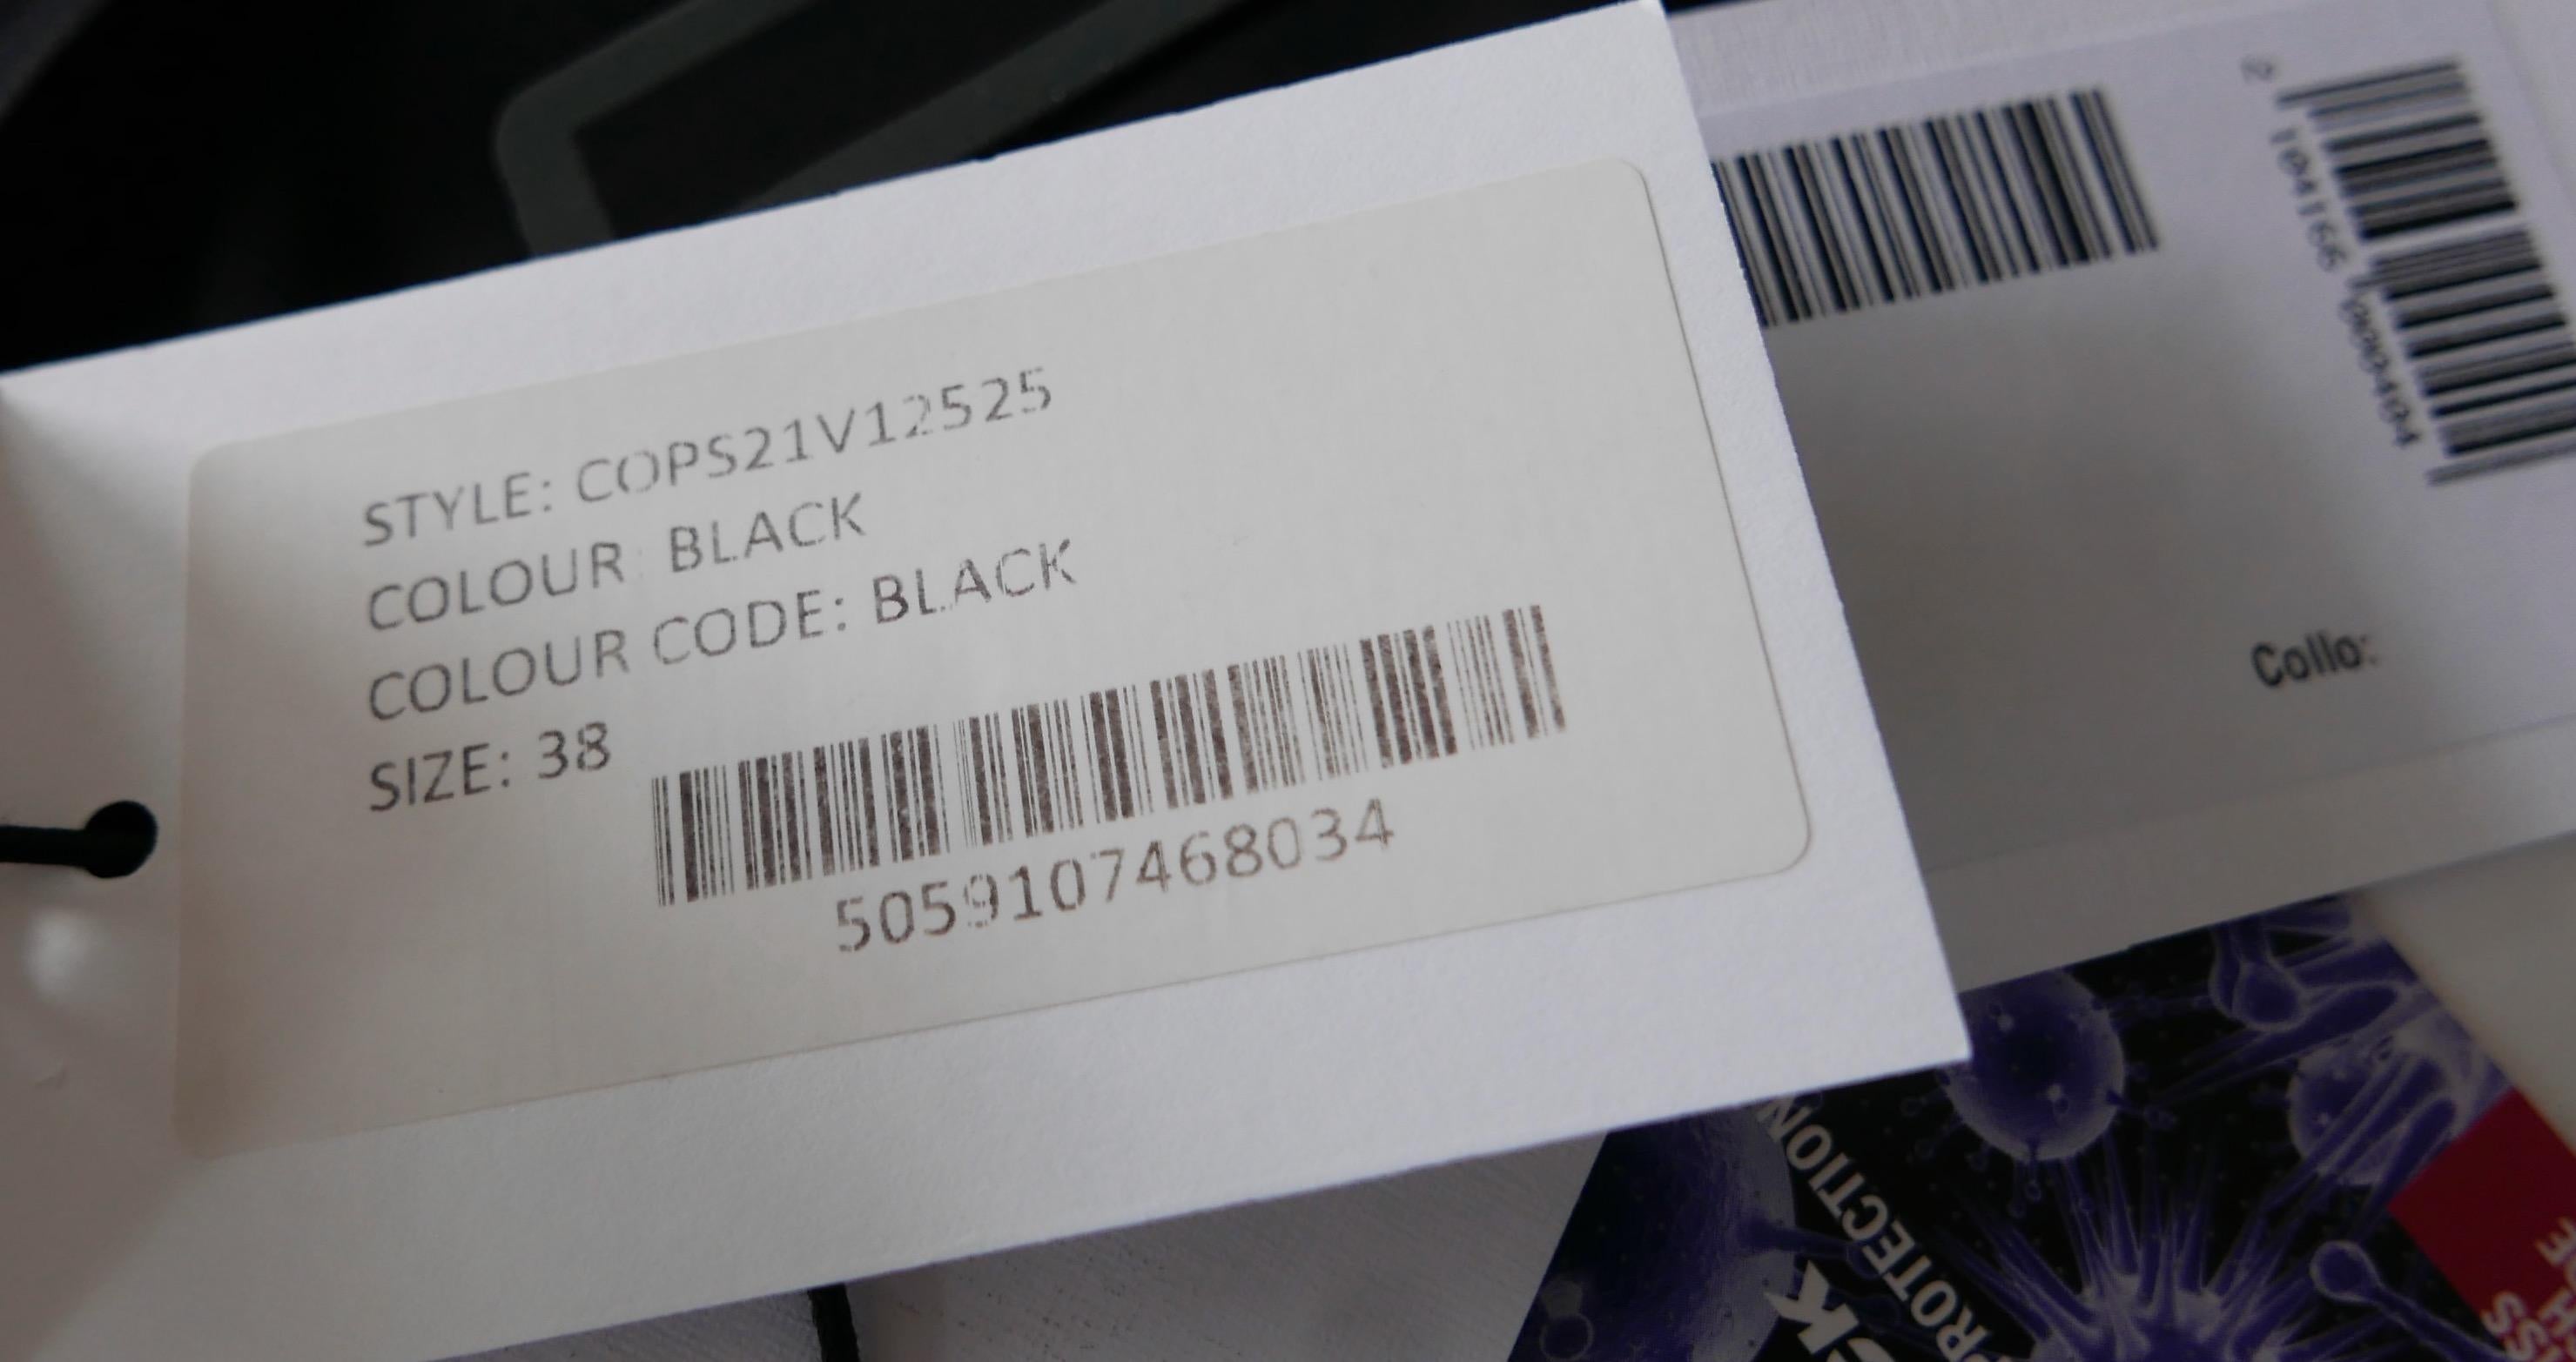 STYLE: COPS21V12525
COLOUR: BLACK
COLOUR CODE: BLACK
SIZE: 38
5059107468034
Collo:
PROTECTION